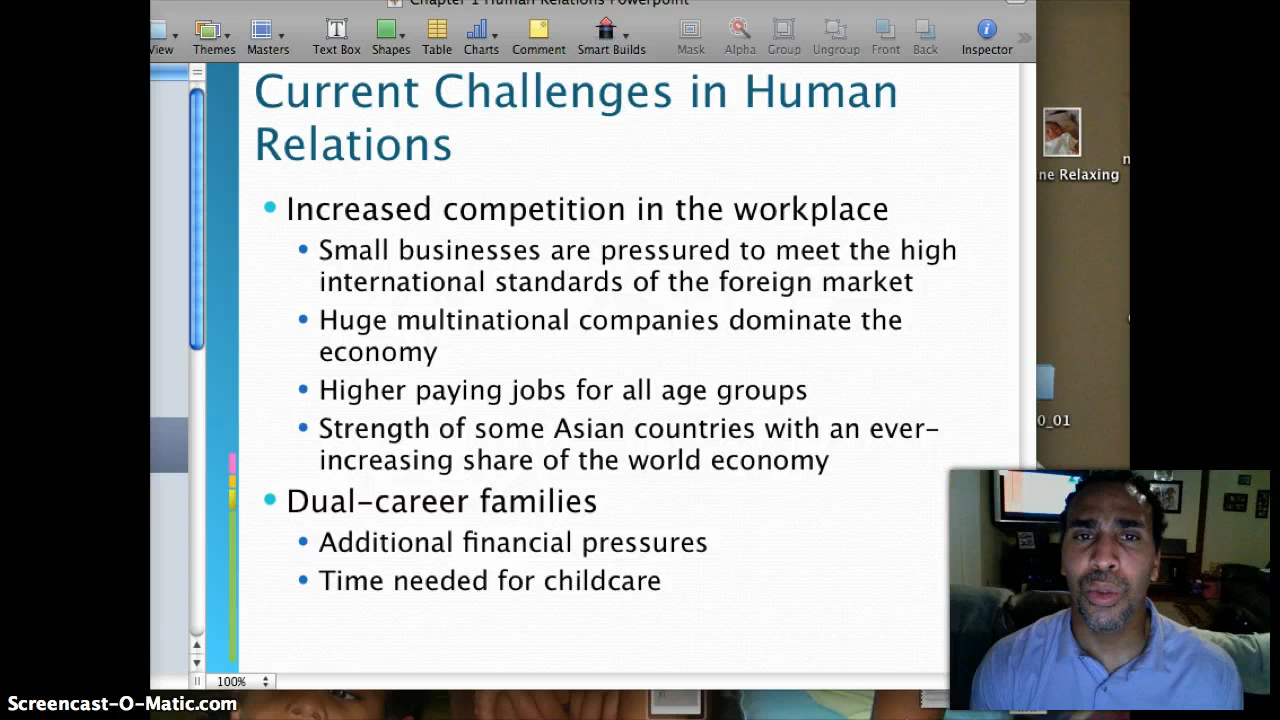 Chapter 1 Human Relations Powerpoint
View Themes Masters Text Box Shapes Table Charts Comment Smart Builds Mask Alpha Group Ungroup Front Back Inspector
Current Challenges in Human
Relations
Increased competition in the workplace
Small businesses are pressured to meet the high
international standards of the foreign market
Huge multinational companies dominate the
economy
Higher paying jobs for all age groups
Strength of some Asian countries with an ever-
increasing share of the world economy
Dual-career families
Additional financial pressures
Time needed for childcare
ne Relaxing
0_01
100%
Screencast-O-Matic.com